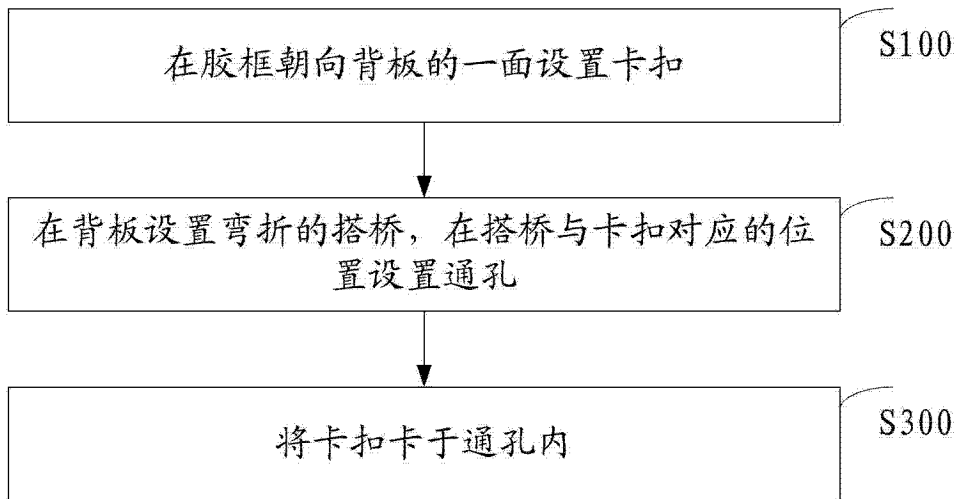 在胶框朝向背板的一面设置卡扣
S100
在背板设置弯折的搭桥，在搭桥与卡扣对应的位
置设置通孔
S200
将卡扣卡于通孔内
S300